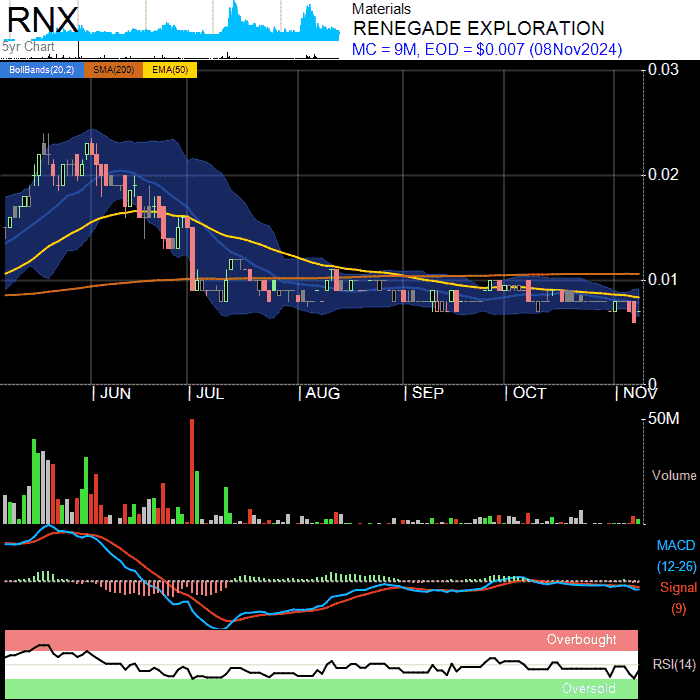 RNX
5yr Chart
Materials
RENEGADE EXPLORATION
MC = 9M, EOD = $0.007 (08Nov2024)
BollBands(20,2) SMA(200) EMA(50)
0.03
0.02
0.01
0
| JUN | JUL | AUG | SEP | OCT | NOV
50M
Volume
MACD
(12-26)
Signal
(9)
Overbought
RSI(14)
Oversold